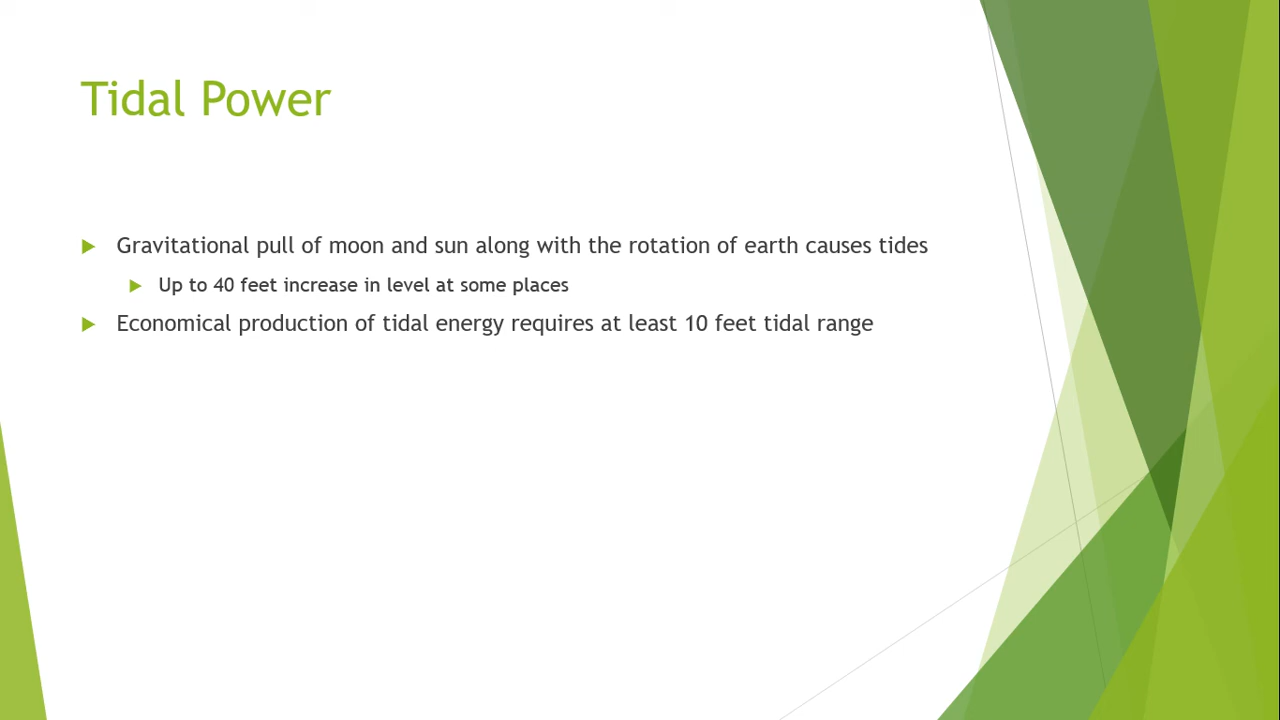 Tidal Power
Gravitational pull of moon and sun along with the rotation of earth causes tides
Up to 40 feet increase in level at some places
Economical production of tidal energy requires at least 10 feet tidal range